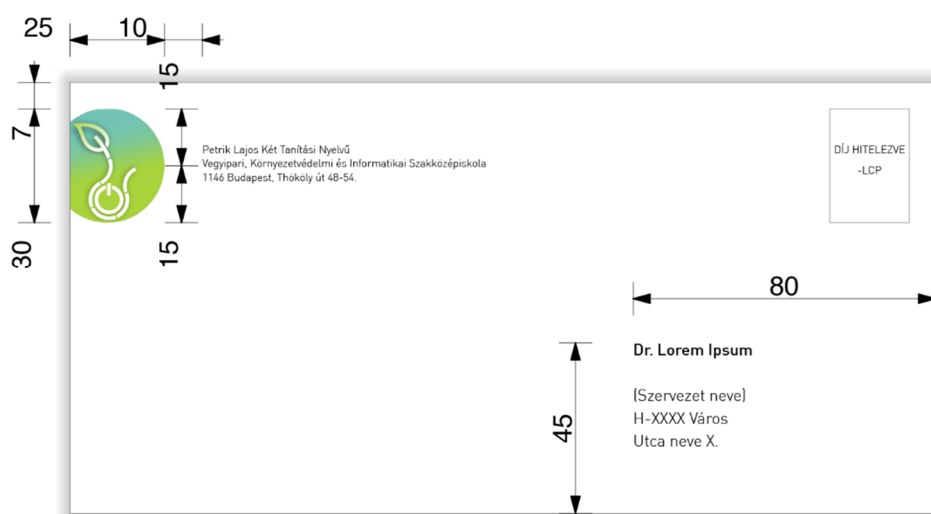 25
10
15
7
30
15
Petrik Lajos Két Tanítási Nyelvű
Vegyipari, Környezetvédelmi és Informatikai Szakközépiskola
1146 Budapest, Thököly út 48-54.
DÍJ HITELEZVE
-LCP
80
45
Dr. Lorem Ipsum
(Szervezet neve)
H-XXXX Város
Utca neve X.